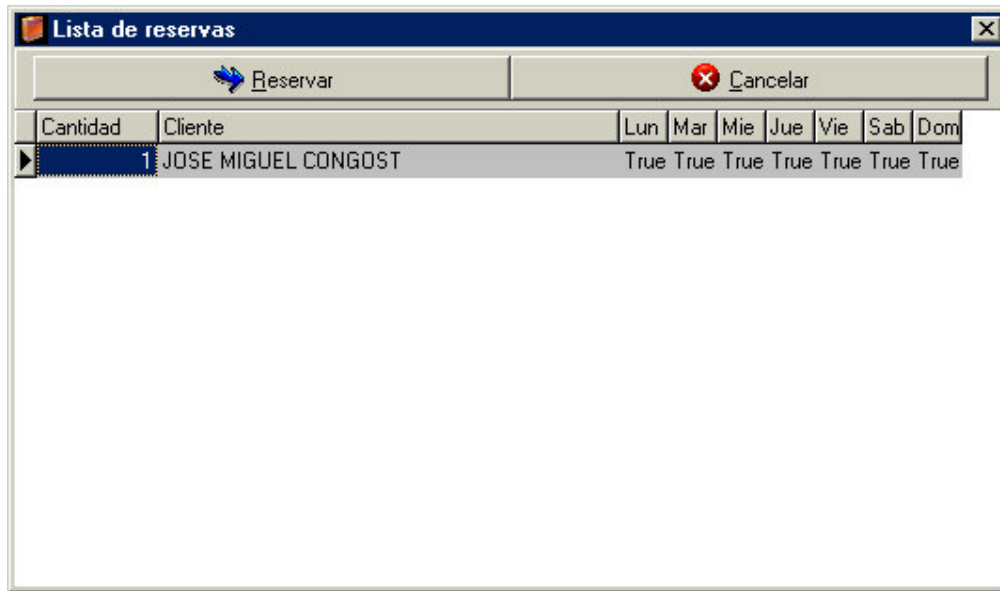 Lista de reservas
Reservar Cancelar
Cantidad Cliente Lun Mar Mie Jue Vie Sab Dom
1 JOSE MIGUEL CONGOST True True True True True True True